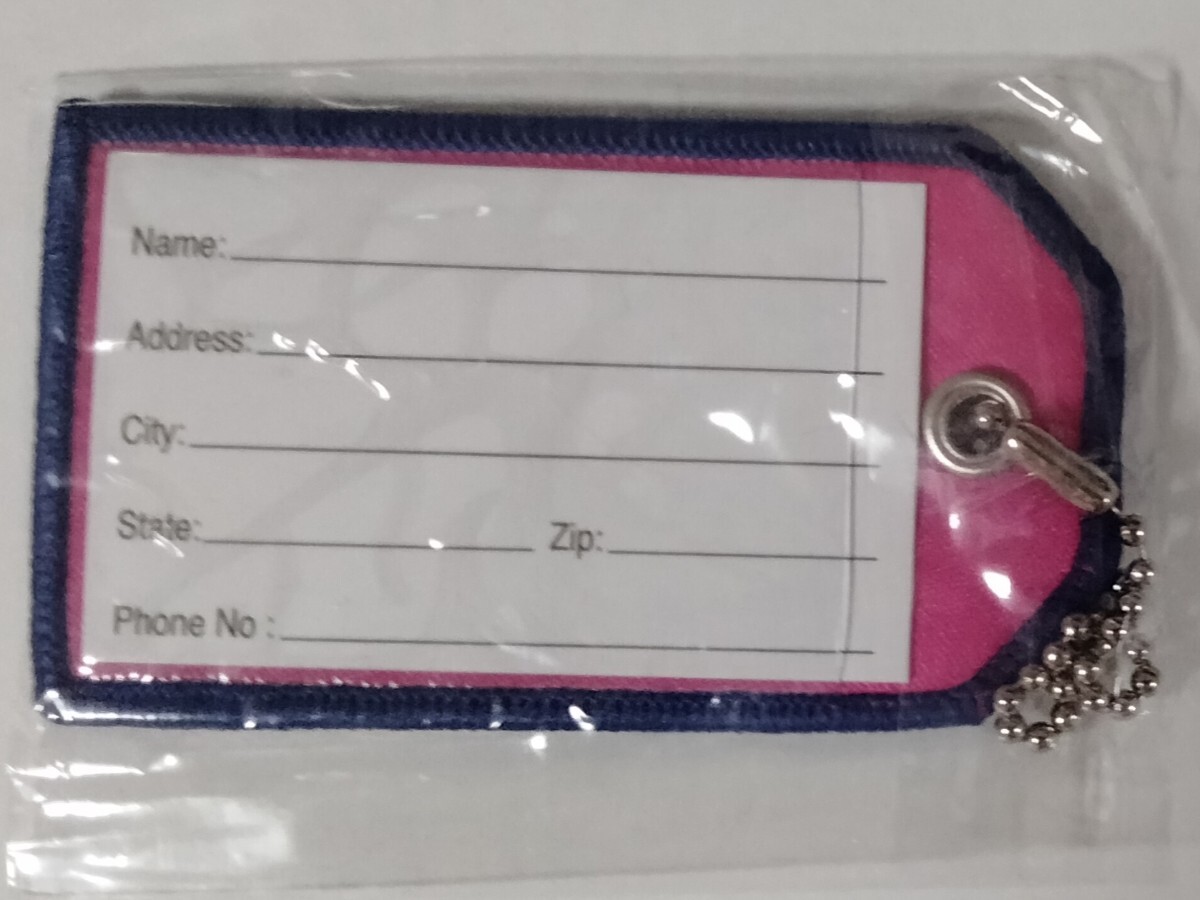 Name:
Address:
City:
State: Zip:
Phone No :